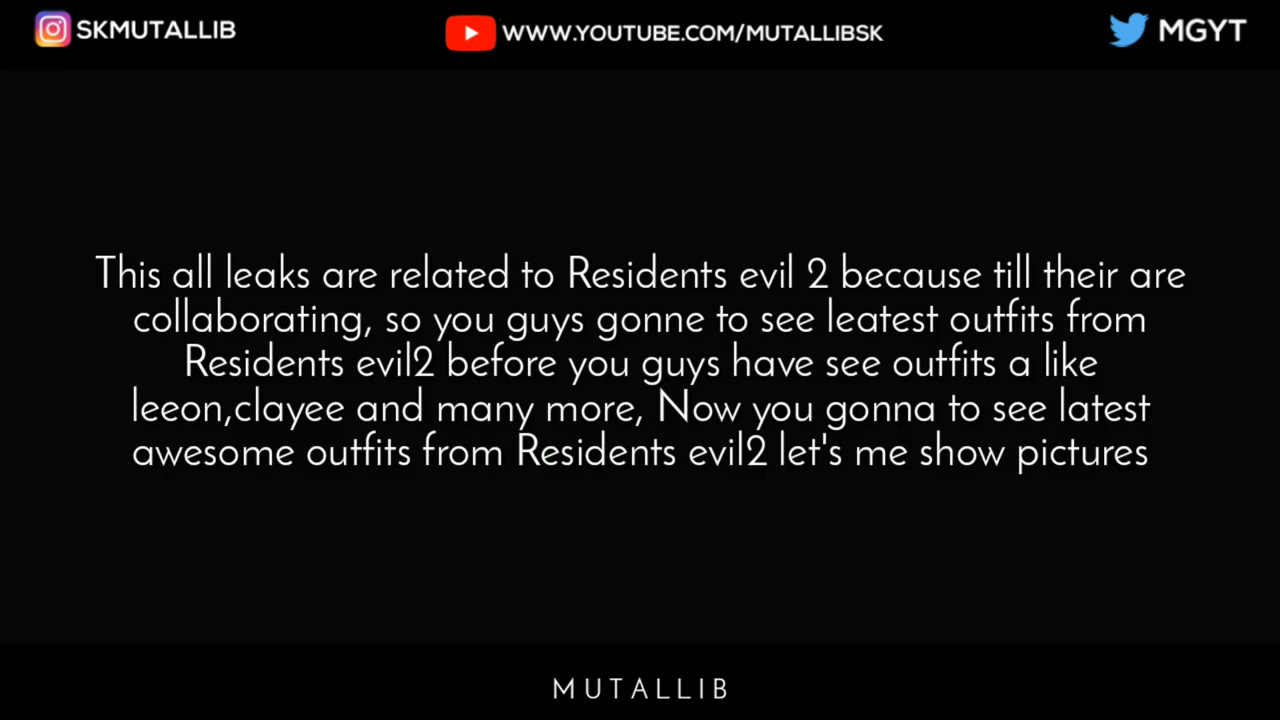 SKMUTALLIB
WWW.YOUTUBE.COM/MUTALLIBSK
MGYT
This all leaks are related to Residents evil 2 because till their are
collaborating, so you guys gonne to see leatest outfits from
Residents evil2 before you guys have see outfits a like
leeon,clayee and many more, Now you gonna to see latest
awesome outfits from Residents evil2 let's me show pictures
MUTALLIB